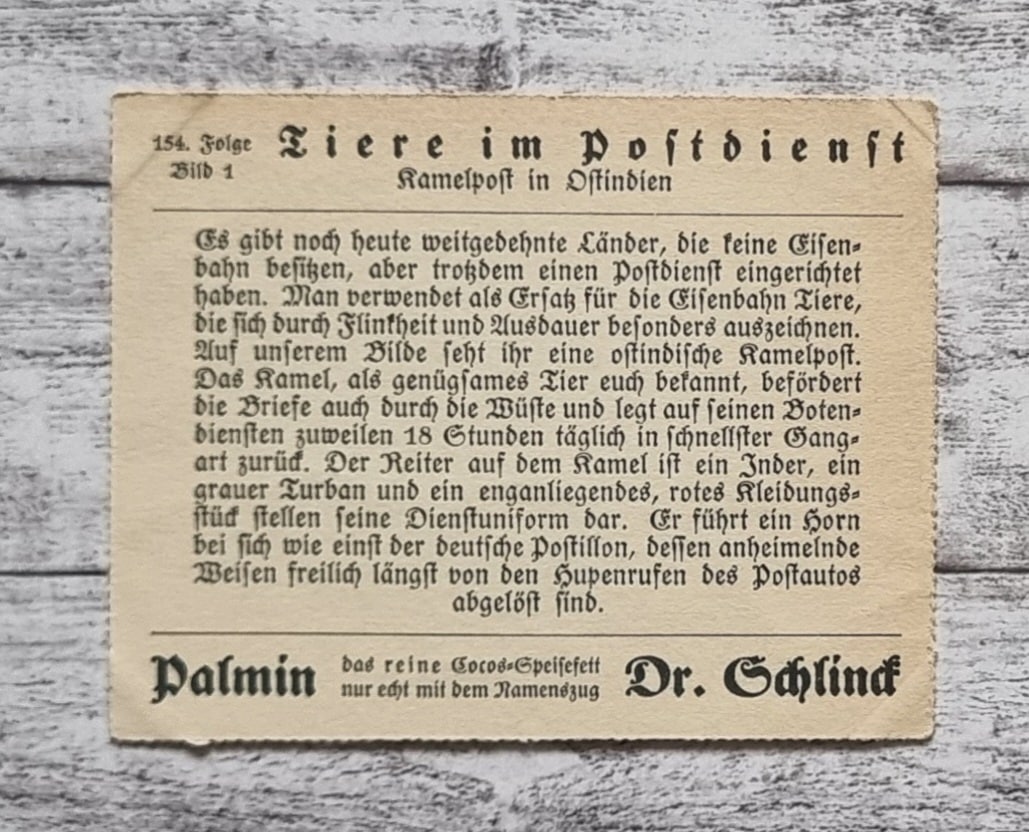 154. Folge
Bild 1
Tiere im Postdienst
Kamelpost in Ostindien
Es gibt noch heute weitgedehnte Länder, die keine Eisen-
bahn besitzen, aber trotzdem einen Postdienst eingerichtet
haben. Man verwendet als Ersatz für die Eisenbahn Tiere,
die sich durch Flinkheit und Ausdauer besonders auszeichnen.
Auf unserem Bilde seht ihr eine ostindische Kamelpost.
Das Kamel, als genügsames Tier euch bekannt, befördert
die Briefe auch durch die Wüste und legt auf seinen Boten-
diensten zuweilen 18 Stunden täglich in schnellster Gang-
art zurück. Der Reiter auf dem Kamel ist ein Inder, ein
grauer Turban und ein enganliegendes, rotes Kleidungs-
stück stellen seine Dienstuniform dar. Er führt ein Horn
bei sich wie einst der deutsche Postillon, dessen anheimelnde
Weisen freilich längst von den Hupenrufen des Postautos
abgelöst sind.
Palmin
das reine Cocos-Speisefett
nur echt mit dem Namenszug
Dr. Schlinck